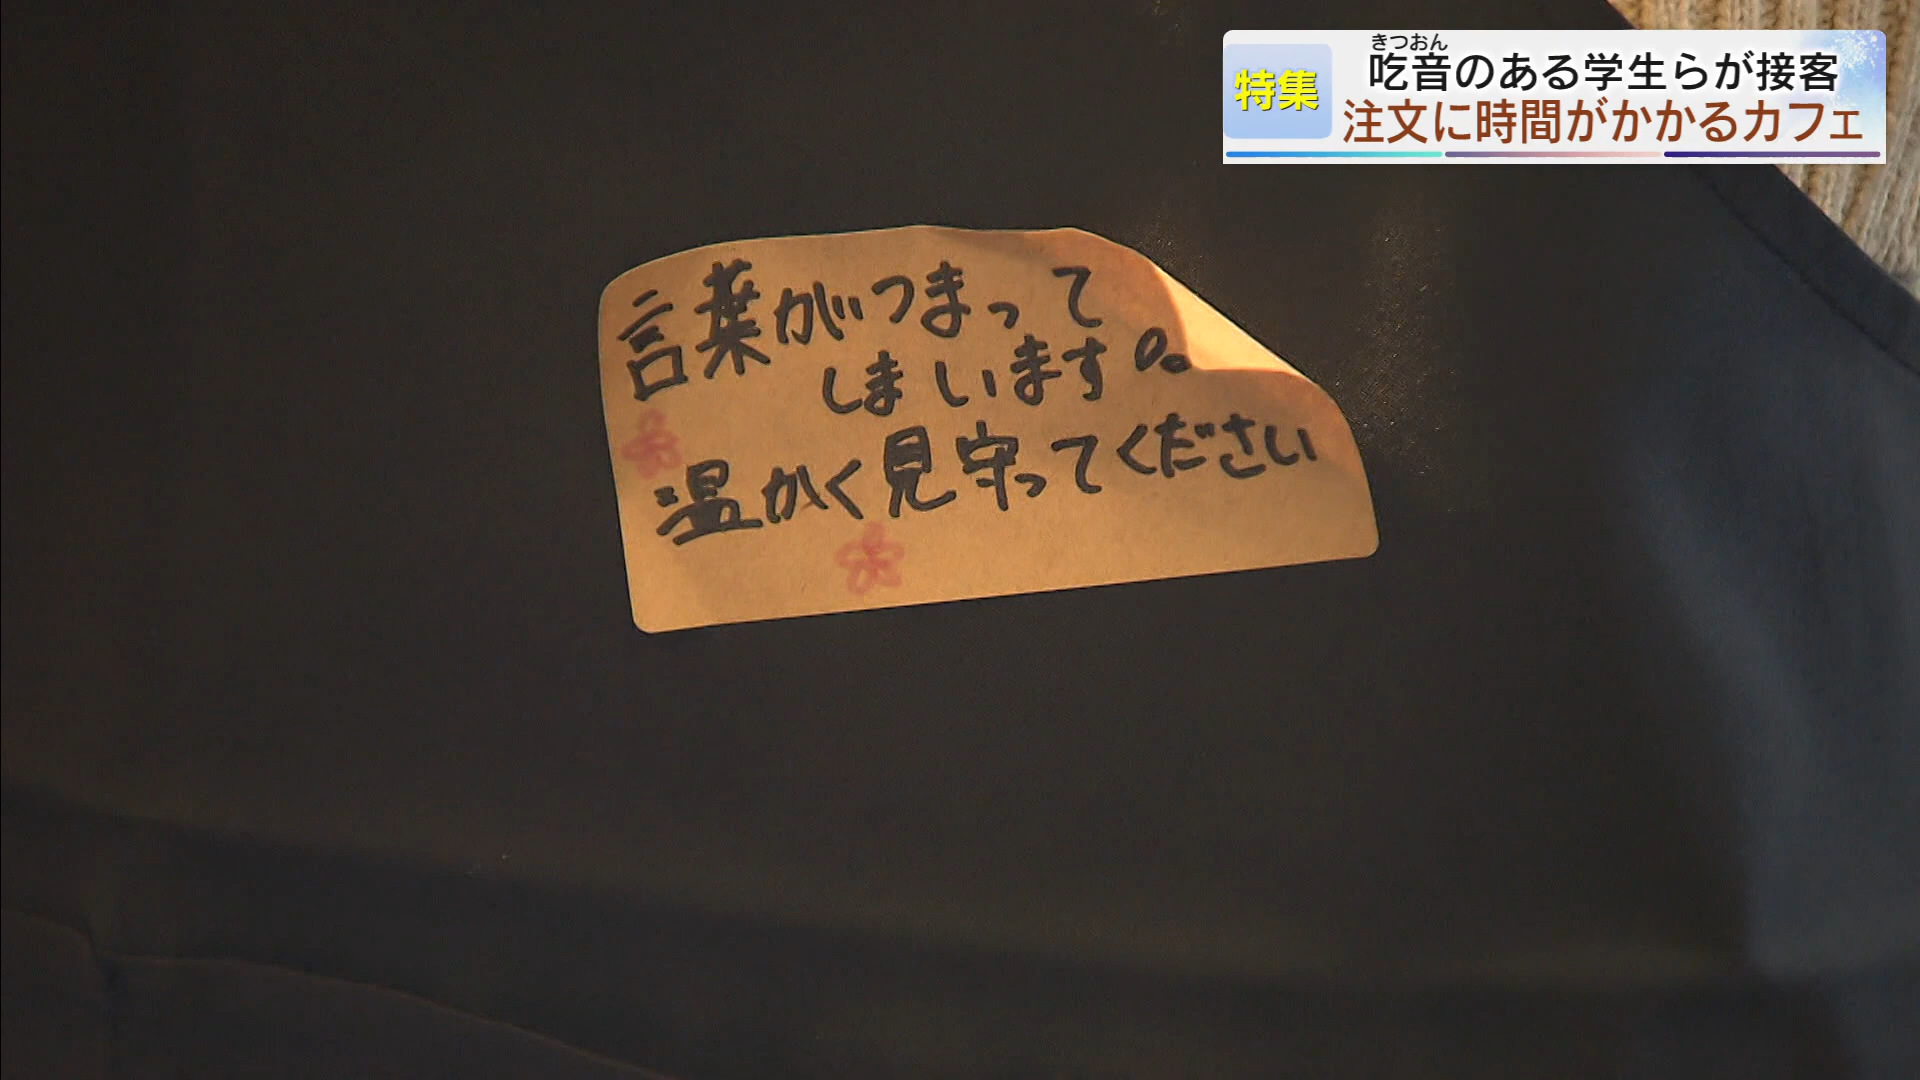 特集
きつおん
吃音のある学生らが接客
注文に時間がかかるカフェ
言葉がつまって
しまいます。
温かく見守ってください